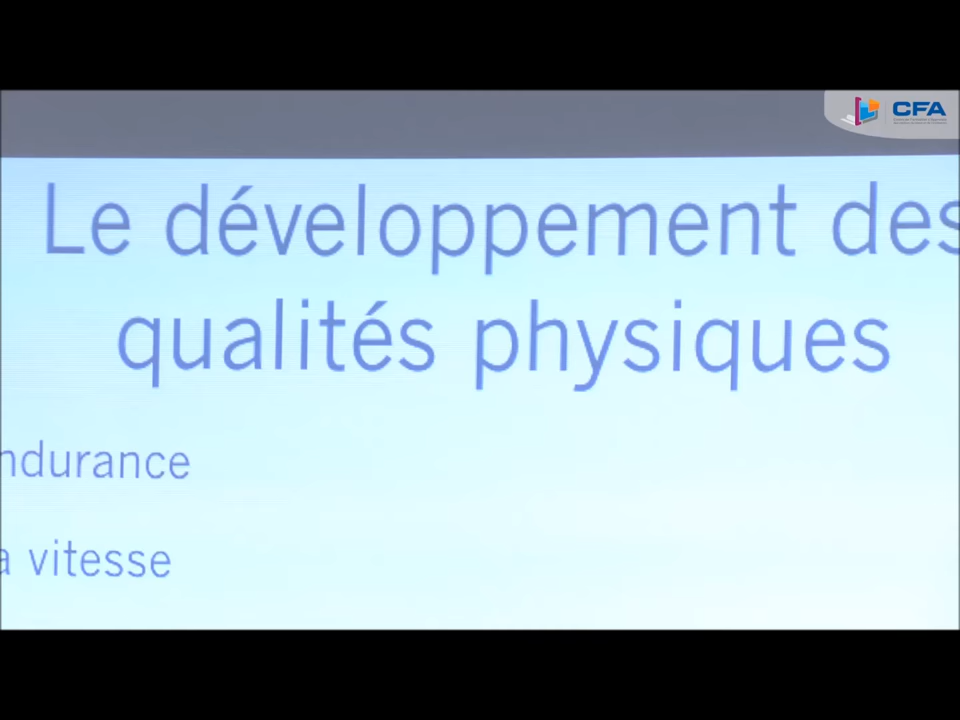 CFA
Le développement des
qualités physiques
ndurance
a vitesse